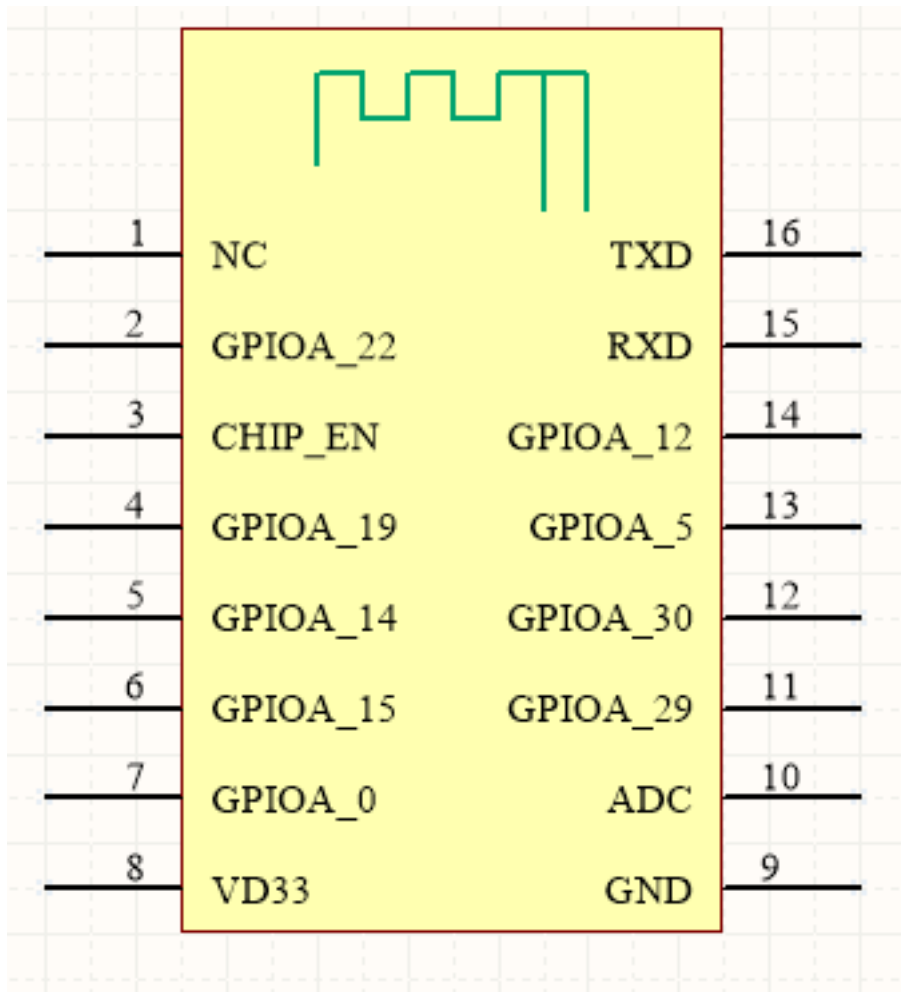 1 NC TXD 16
2 GPIOA_22 RXD 15
3 CHIP_EN GPIOA_12 14
4 GPIOA_19 GPIOA_5 13
5 GPIOA_14 GPIOA_30 12
6 GPIOA_15 GPIOA_29 11
7 GPIOA_0 ADC 10
8 VD33 GND 9